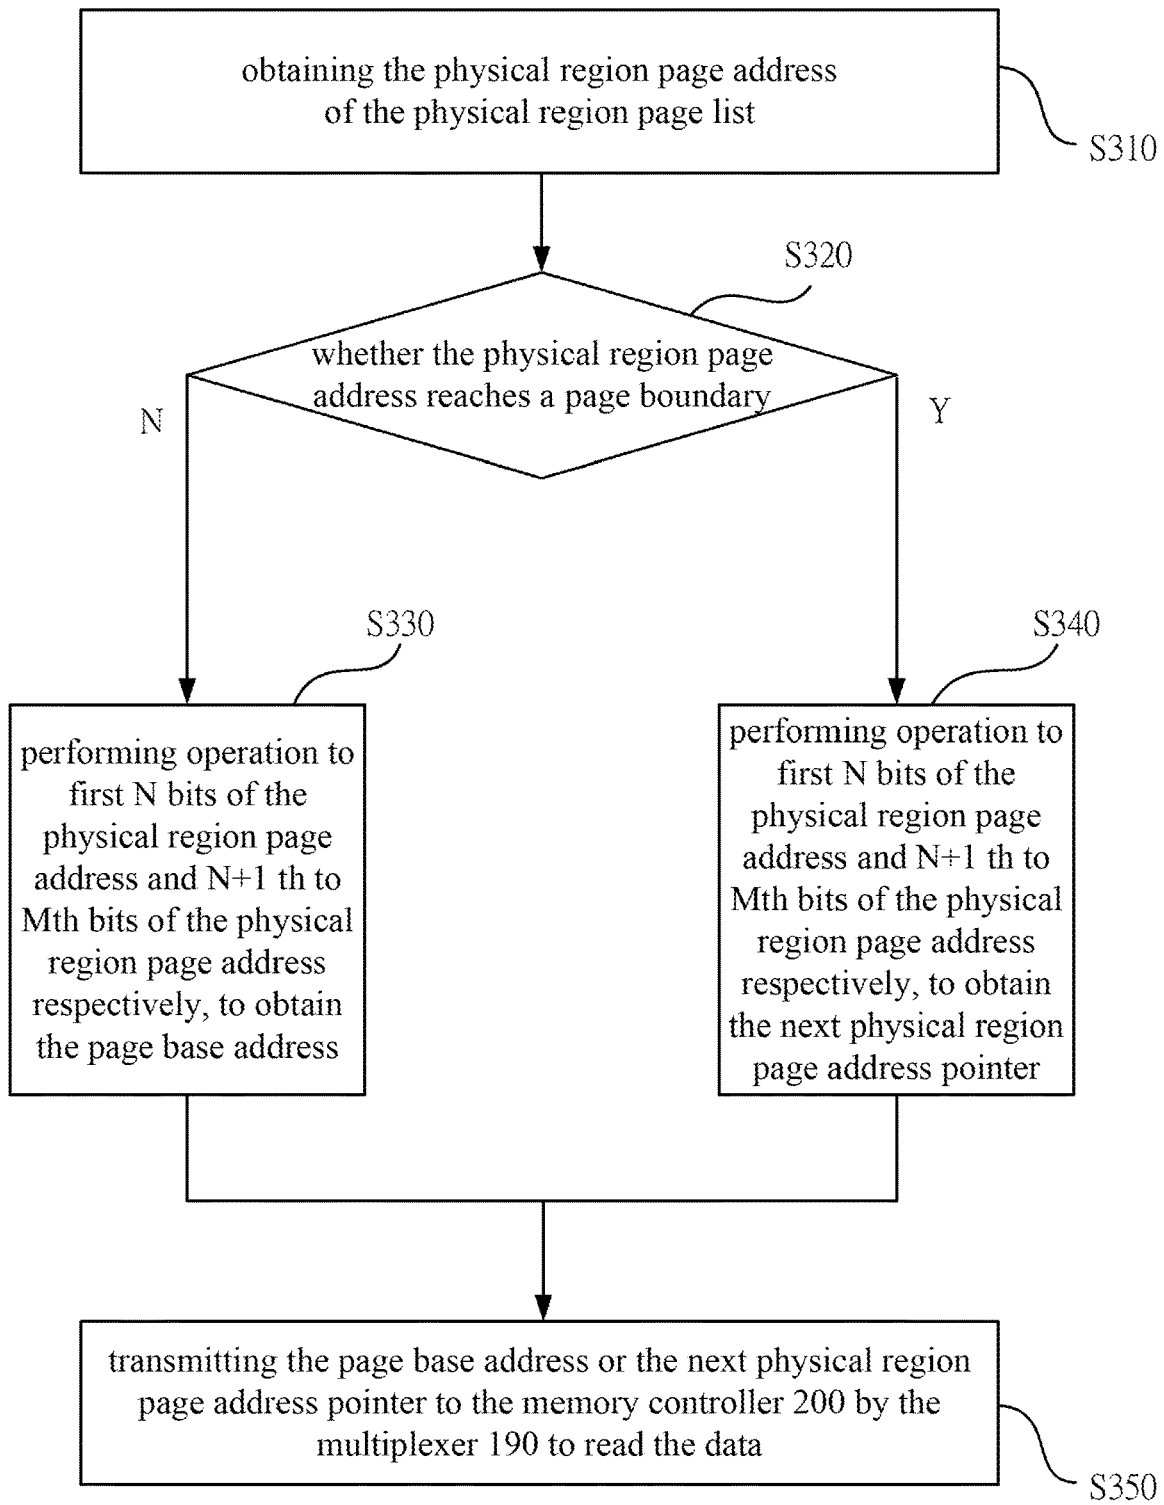 obtaining the physical region page address
of the physical region page list
S310
S320
whether the physical region page
address reaches a page boundary
N
Y
S330
S340
performing operation to
first N bits of the
physical region page
address and N+1 th to
Mth bits of the physical
region page address
respectively, to obtain
the page base address
performing operation to
first N bits of the
physical region page
address and N+1 th to
Mth bits of the physical
region page address
respectively, to obtain
the next physical region
page address pointer
transmitting the page base address or the next physical region
page address pointer to the memory controller 200 by the
multiplexer 190 to read the data
S350